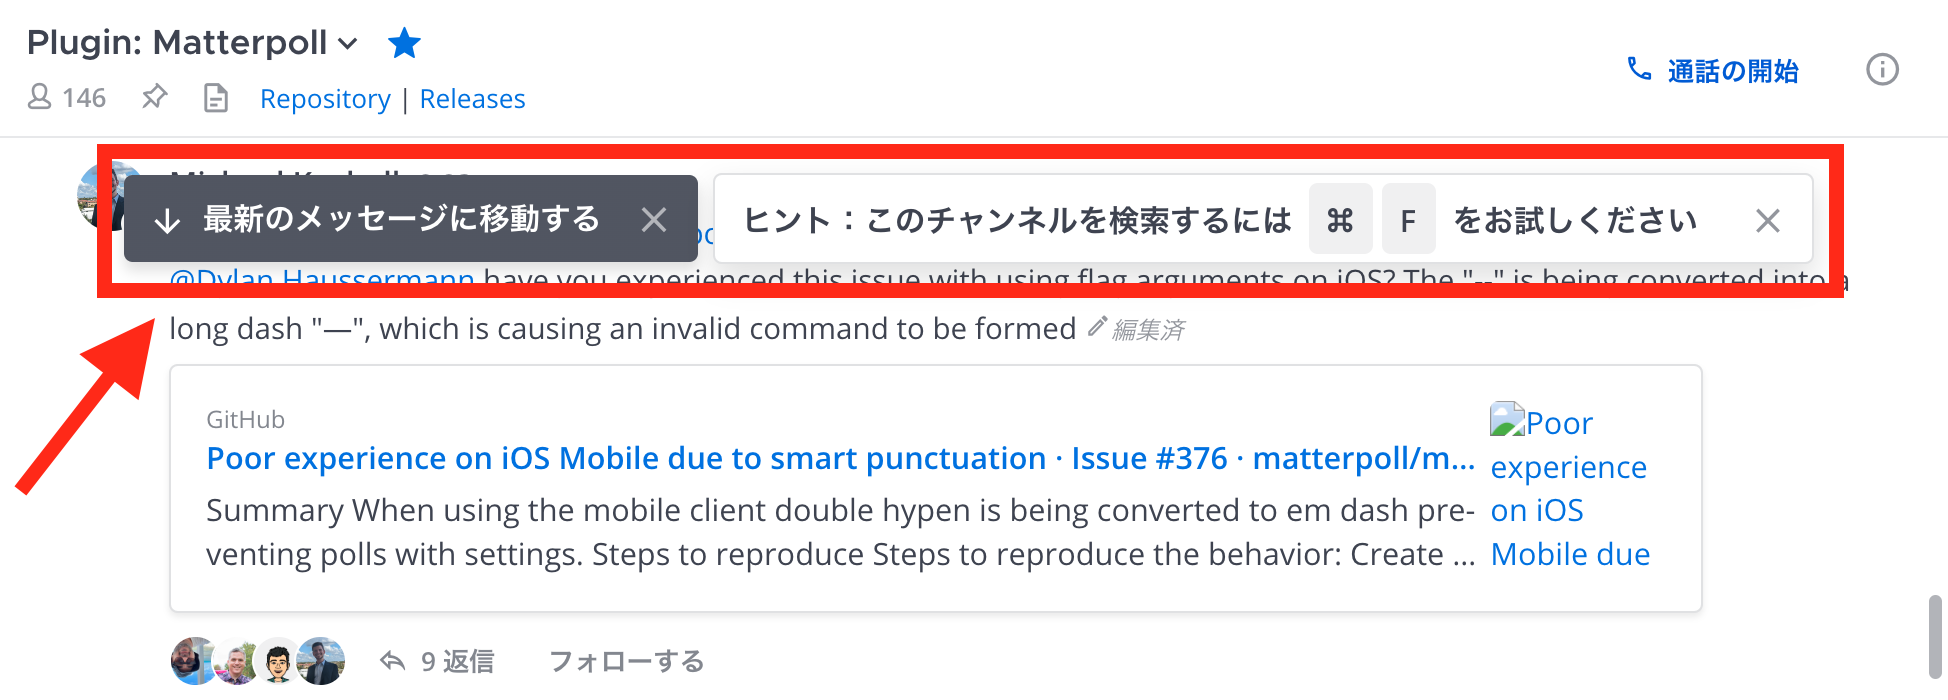 Plugin: Matterpoll
146 Repository | Releases
通話の開始
最新のメッセージに移動する
ヒント：このチャンネルを検索するには ⌘ F をお試しください
@Dylan Haussermann have you experienced this issue with using flag arguments on iOS? The "--" is being converted into a
long dash "—", which is causing an invalid command to be formed 編集済
GitHub
Poor experience on iOS Mobile due to smart punctuation · Issue #376 · matterpoll/m...
Summary When using the mobile client double hypen is being converted to em dash pre-
venting polls with settings. Steps to reproduce Steps to reproduce the behavior: Create ...
Poor
experience
on iOS
Mobile due
9 返信 フォローする